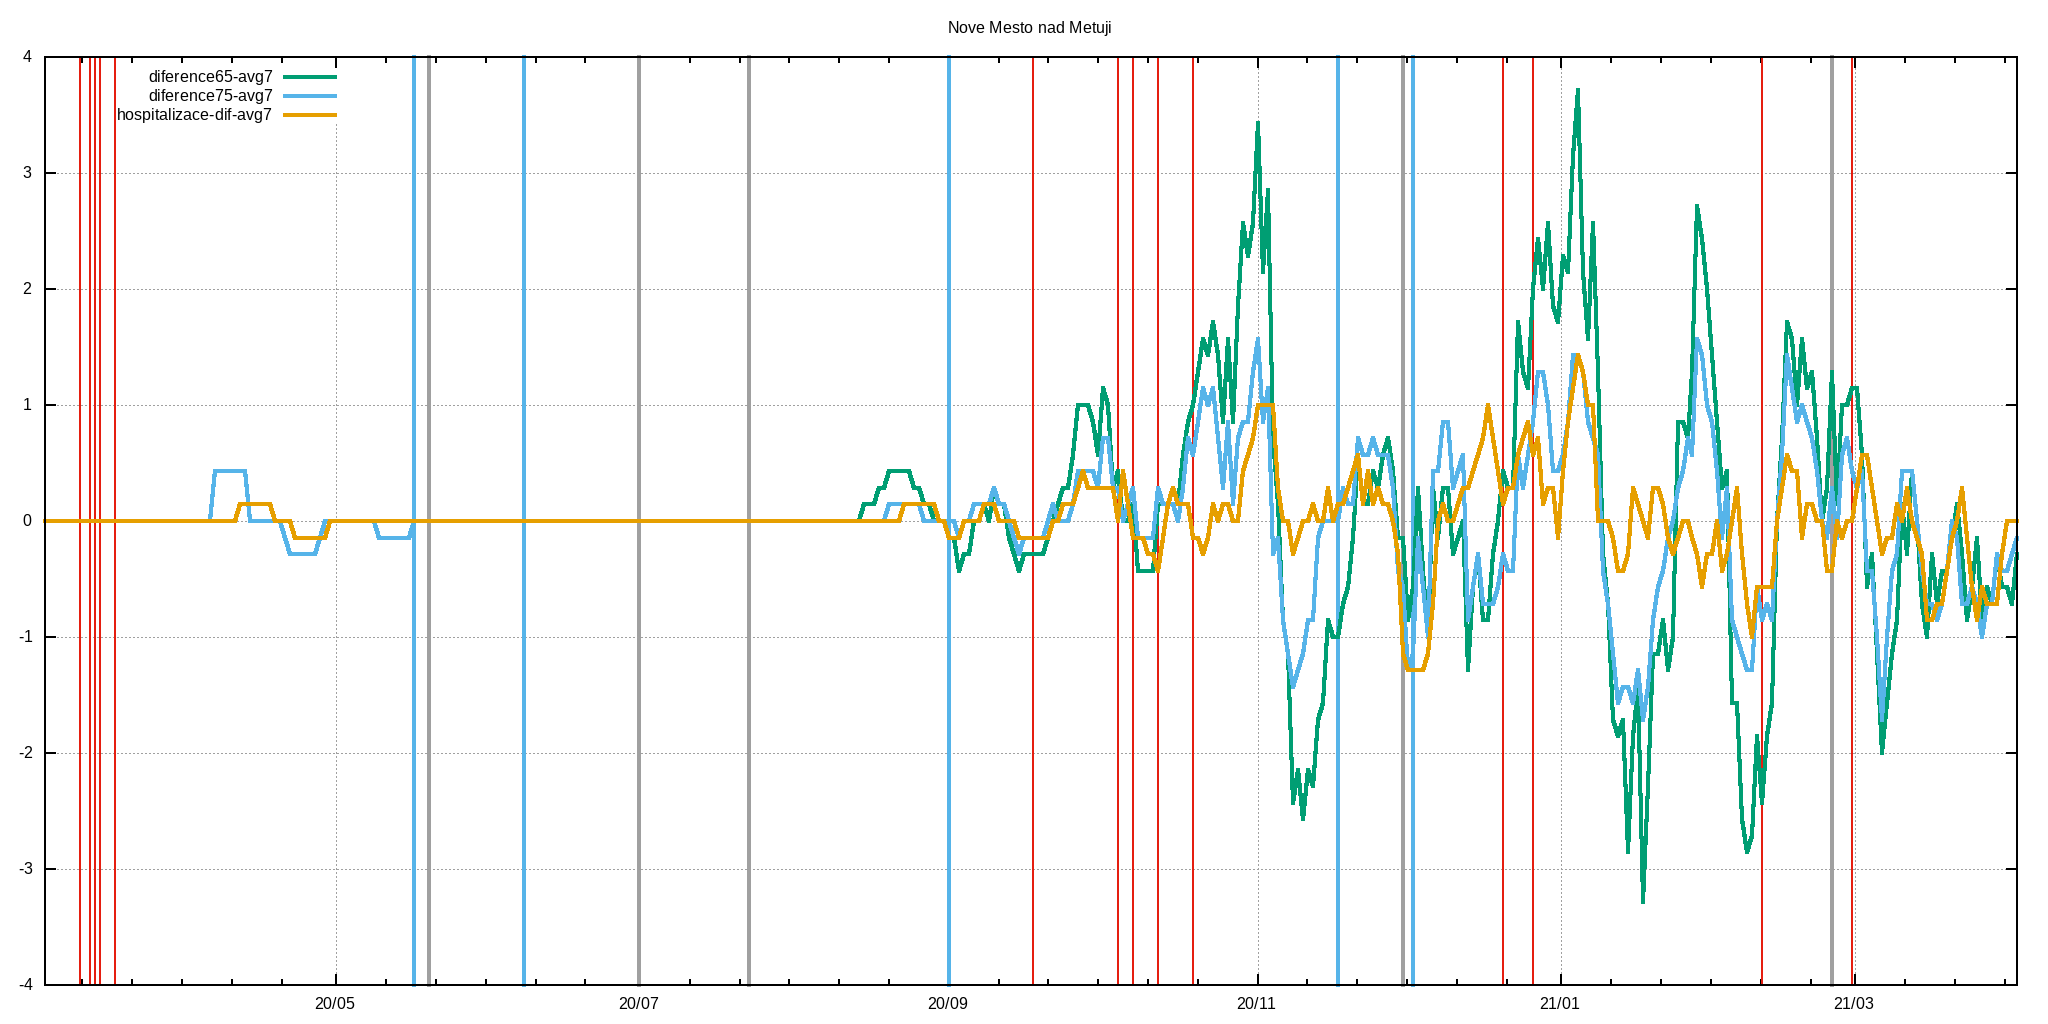 Nove Mesto nad Metuji
4
3
2
1
0
-1
-2
-3
-4
diference65-avg7
diference75-avg7
hospitalizace-dif-avg7
20/05 20/07 20/09 20/11 21/01 21/03